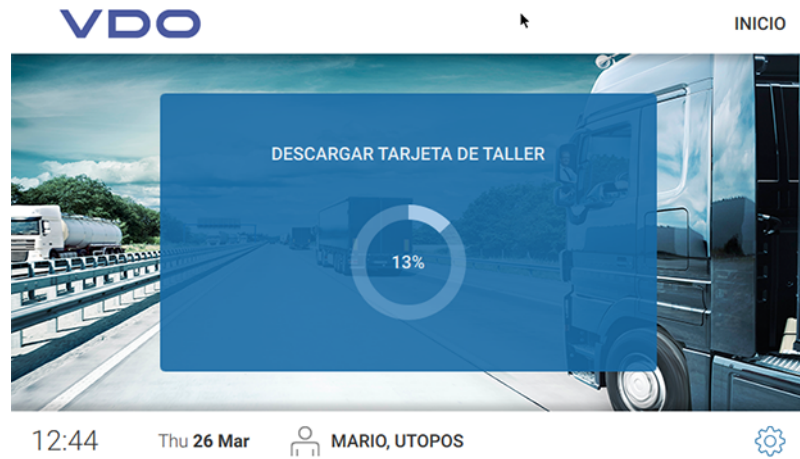 VDO
INICIO
DESCARGAR TARJETA DE TALLER
13%
12:44
Thu 26 Mar
MARIO, UTOPOS